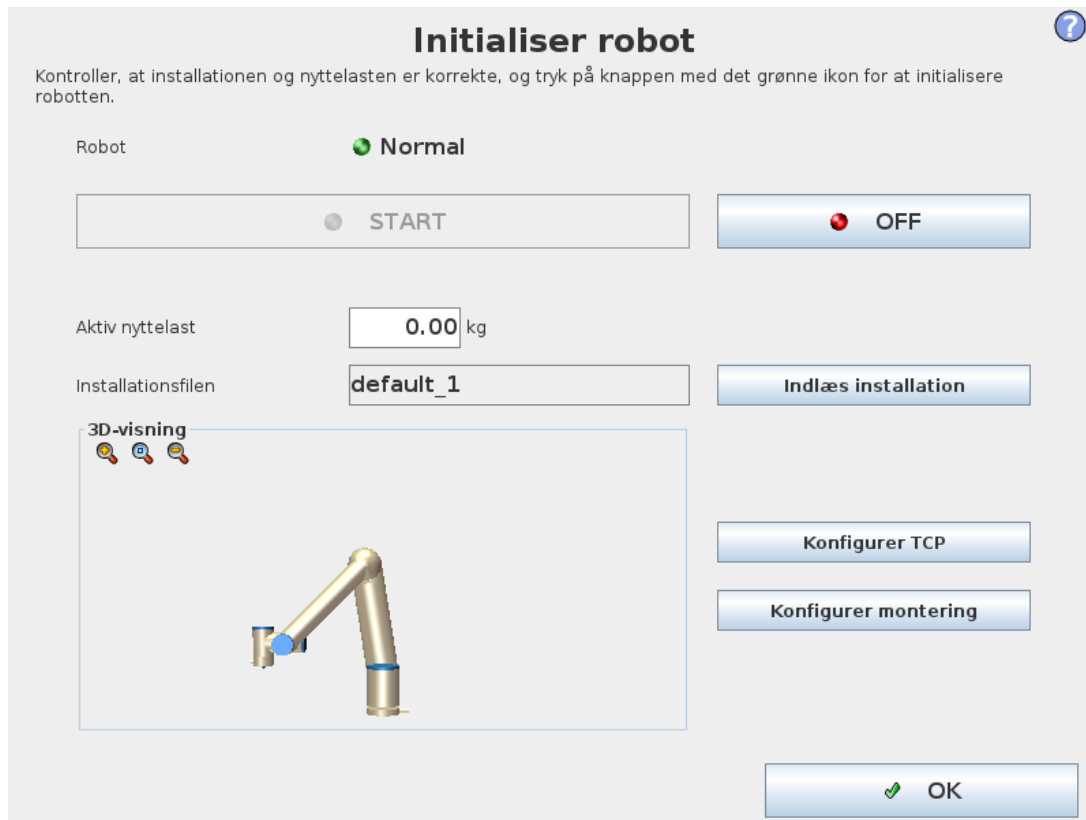 Initialiser robot
?
Kontroller, at installationen og nyttelasten er korrekte, og tryk på knappen med det grønne ikon for at initialisere
robotten.
Robot
Normal
START
OFF
Aktiv nyttelast
0.00 kg
Installationsfilen
default_1
Indlæs installation
3D-visning
Konfigurer TCP
Konfigurer montering
OK